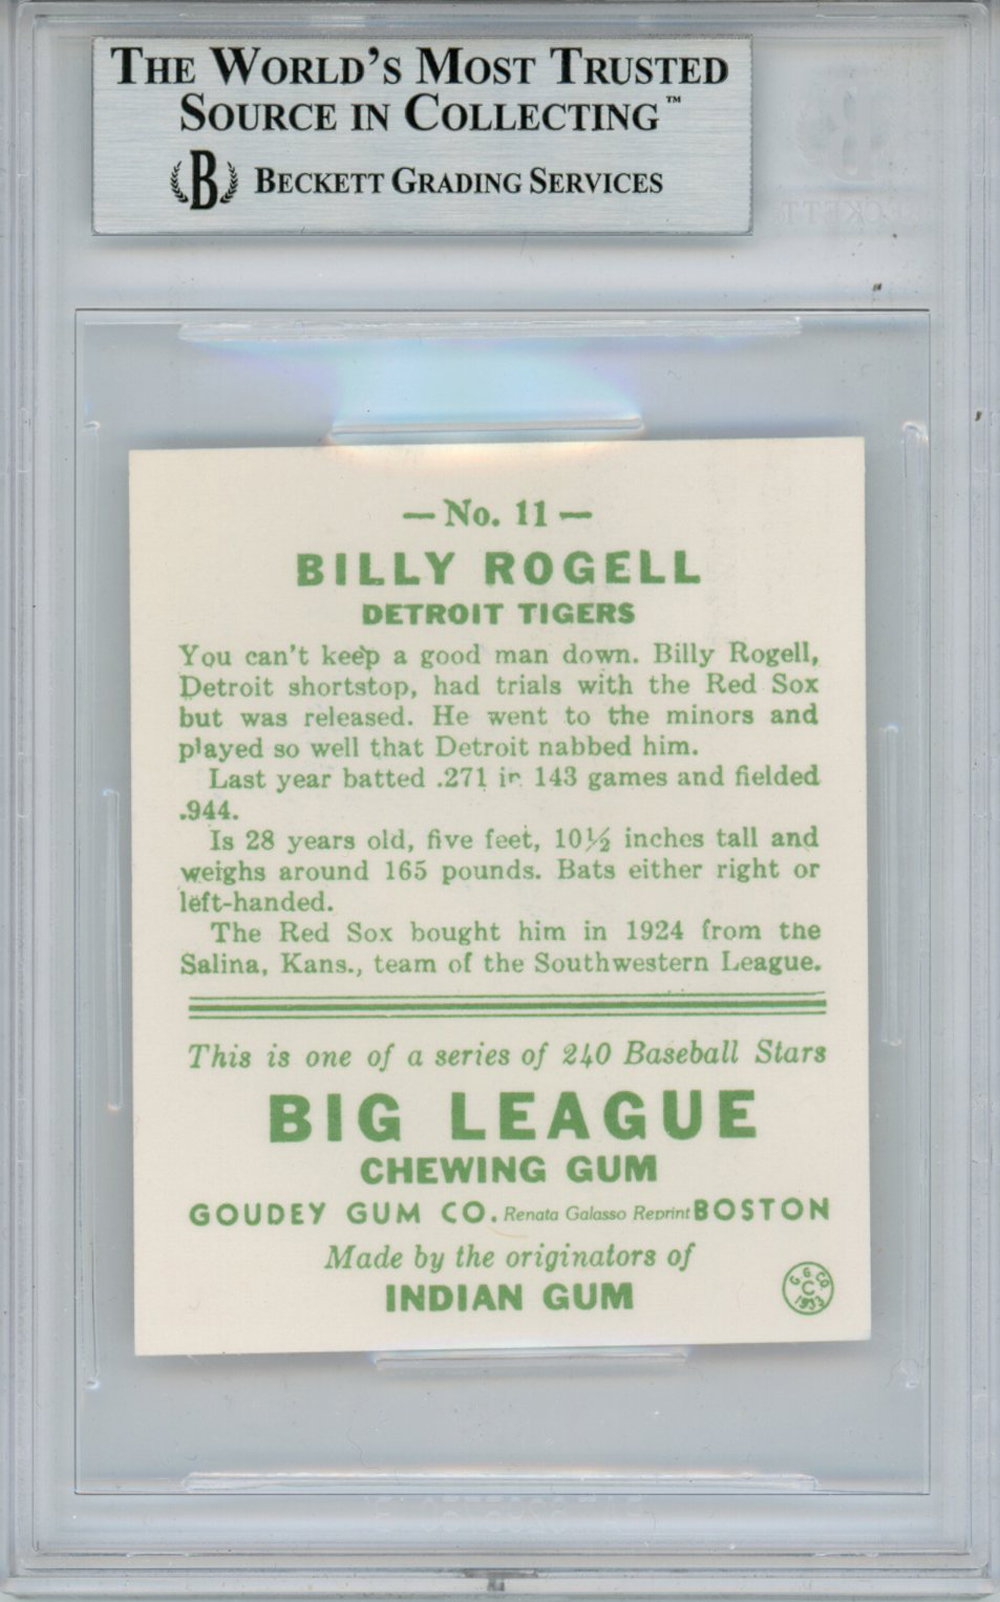 THE WORLD'S MOST TRUSTED
SOURCE IN COLLECTING™
B BECKETT GRADING SERVICES
— No. 11 —
BILLY ROGELL
DETROIT TIGERS
You can't keep a good man down. Billy Rogell,
Detroit shortstop, had trials with the Red Sox
but was released. He went to the minors and
played so well that Detroit nabbed him.
Last year batted .271 in 143 games and fielded
.944.
Is 28 years old, five feet, 10½ inches tall and
weighs around 165 pounds. Bats either right or
left-handed.
The Red Sox bought him in 1924 from the
Salina, Kans., team of the Southwestern League.
This is one of a series of 240 Baseball Stars
BIG LEAGUE
CHEWING GUM
GOUDEY GUM CO. Renata Galasso Reprint BOSTON
Made by the originators of
INDIAN GUM
G.G.CO
C
1933